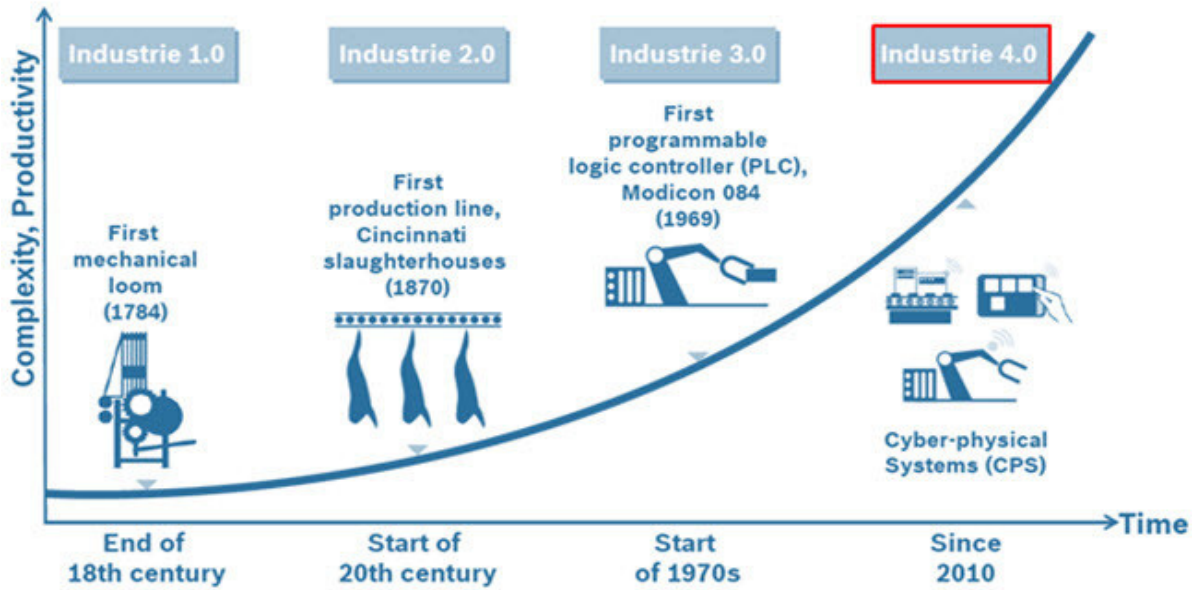 Complexity, Productivity
Industrie 1.0
First
mechanical
loom
(1784)
End of
18th century
Industrie 2.0
First
production line,
Cincinnati
slaughterhouses
(1870)
Start of
20th century
Industrie 3.0
First
programmable
logic controller (PLC),
Modicon 084
(1969)
Start
of 1970s
Industrie 4.0
Cyber-physical
Systems (CPS)
Since
2010
Time